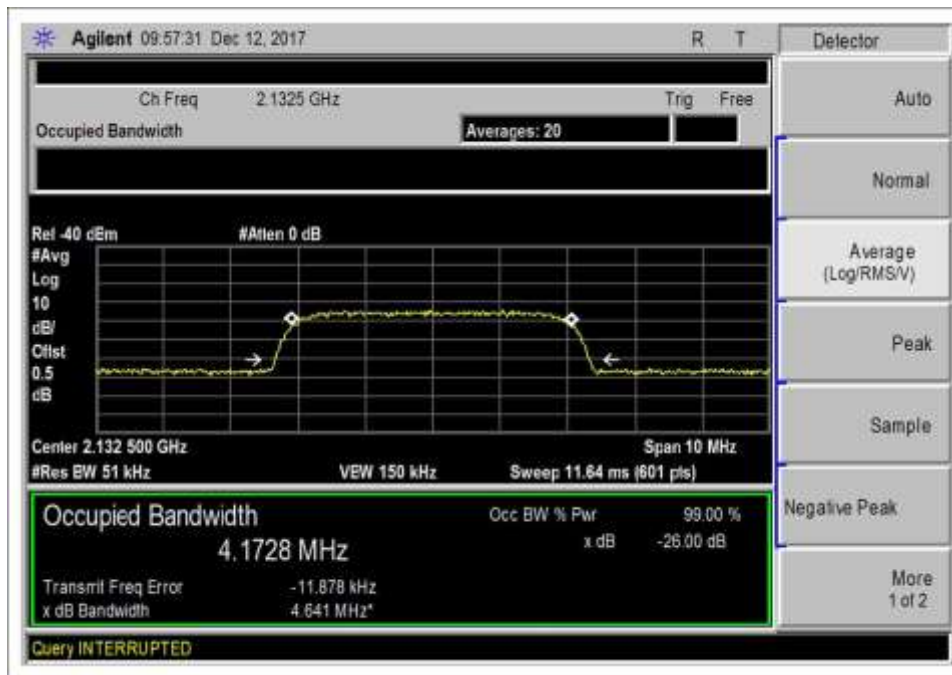 Agilent 09:57:31 Dec 12, 2017 R T
Detector
Ch Freq 2.1325 GHz Trig Free
Occupied Bandwidth Averages: 20
Ref -40 dBm #Atten 0 dB
#Avg
Log
10
dB/
Offst
0.5
dB
Center 2.132 500 GHz Span 10 MHz
#Res BW 51 kHz VBW 150 kHz Sweep 11.64 ms (601 pts)
Occupied Bandwidth Occ BW % Pwr 99.00 %
4.1728 MHz x dB -26.00 dB
Transmit Freq Error -11.878 kHz
x dB Bandwidth 4.641 MHz*
Query INTERRUPTED
Auto
Normal
Average
(Log/RMS/V)
Peak
Sample
Negative Peak
More
1 of 2